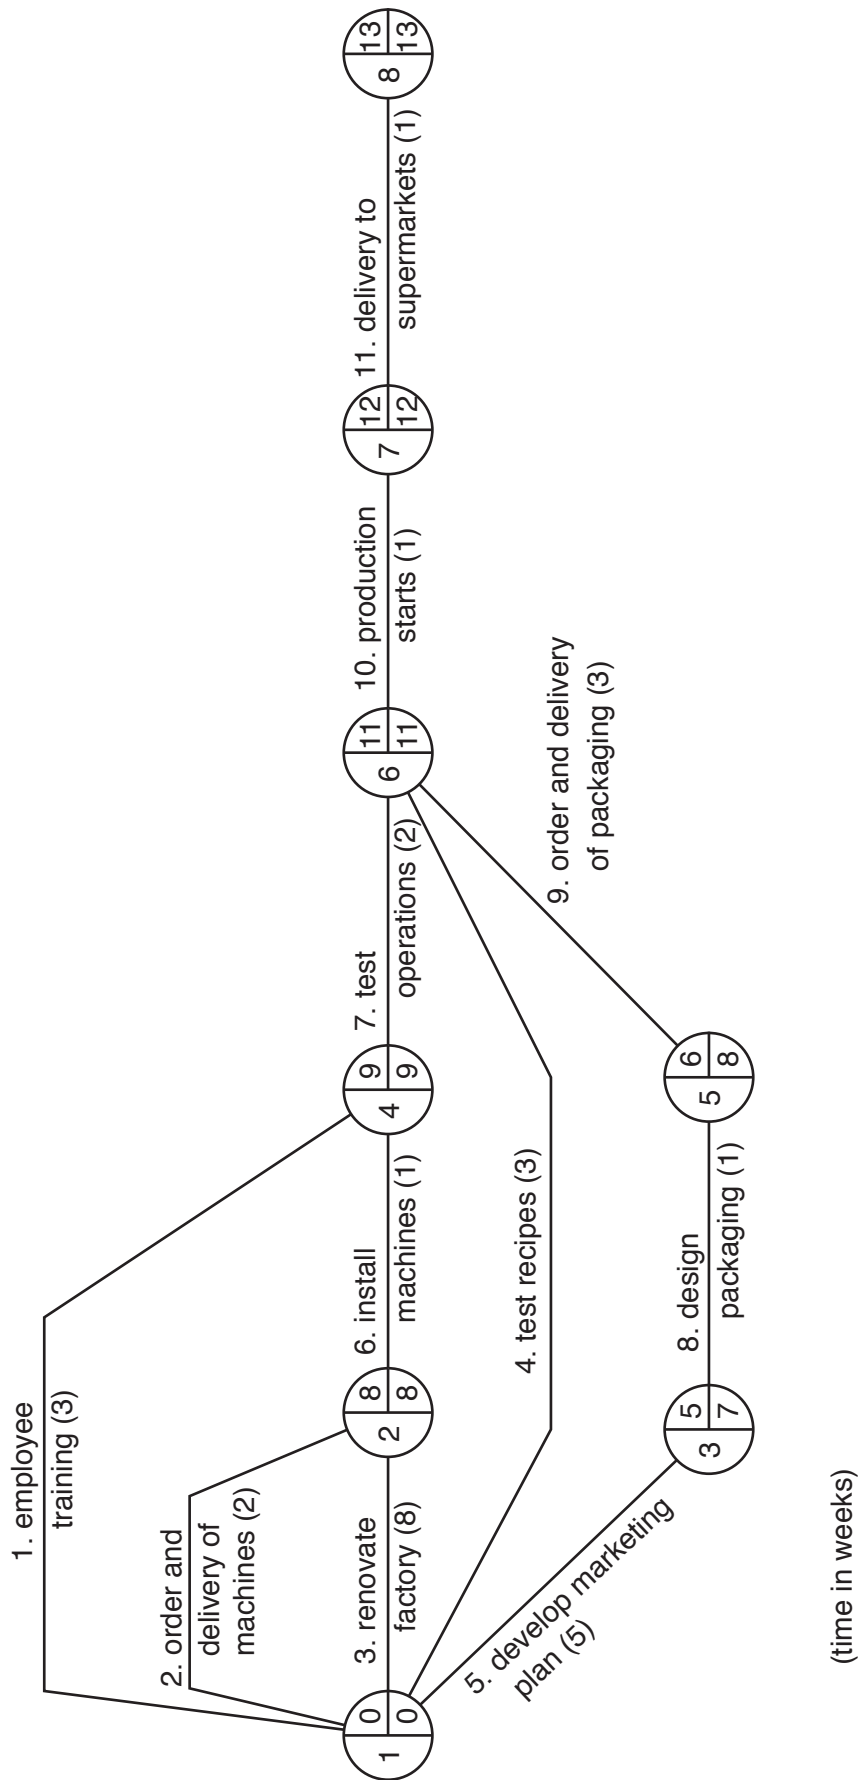 1. employee
training (3)
2. order and
delivery of
machines (2)
3. renovate
factory (8)
6. install
machines (1)
7. test
operations (2)
10. production
starts (1)
11. delivery to
supermarkets (1)
4. test recipes (3)
5. develop marketing
plan (5)
8. design
packaging (1)
9. order and delivery
of packaging (3)
1
0
0
2
8
8
4
9
9
6
11
11
7
12
12
8
13
13
3
5
7
5
6
8
(time in weeks)